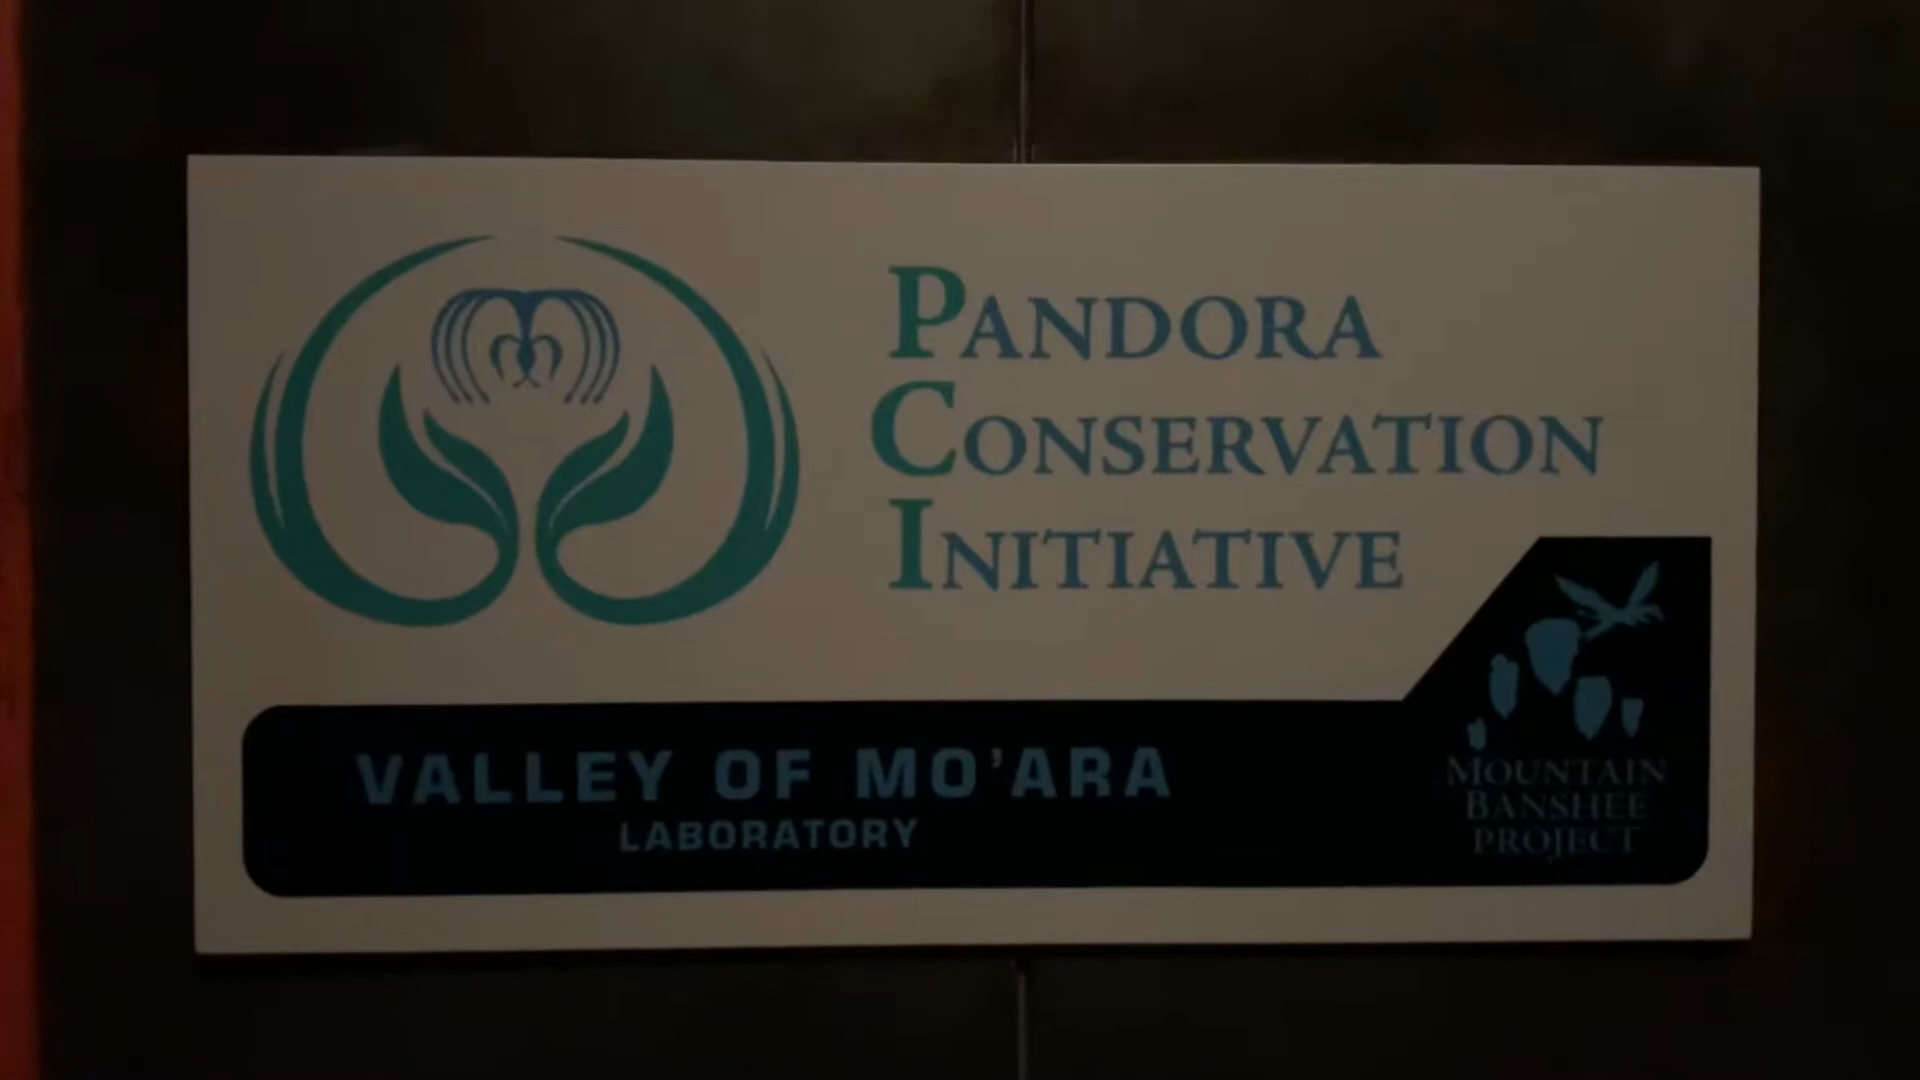 PANDORA
CONSERVATION
INITIATIVE
VALLEY OF MO'ARA
LABORATORY
MOUNTAIN
BANSHEE
PROJECT